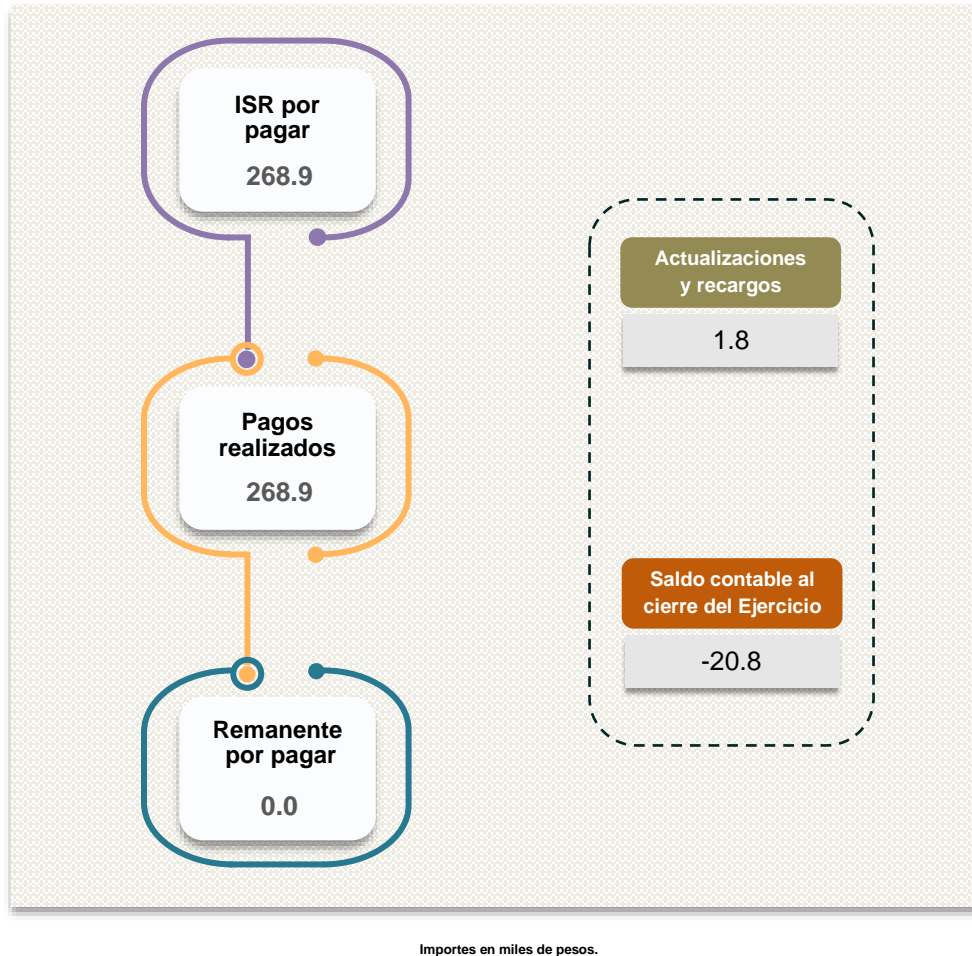 ISR por
pagar
268.9
Pagos
realizados
268.9
Remanente
por pagar
0.0
Actualizaciones
y recargos
1.8
Saldo contable al
cierre del Ejercicio
-20.8
Importes en miles de pesos.